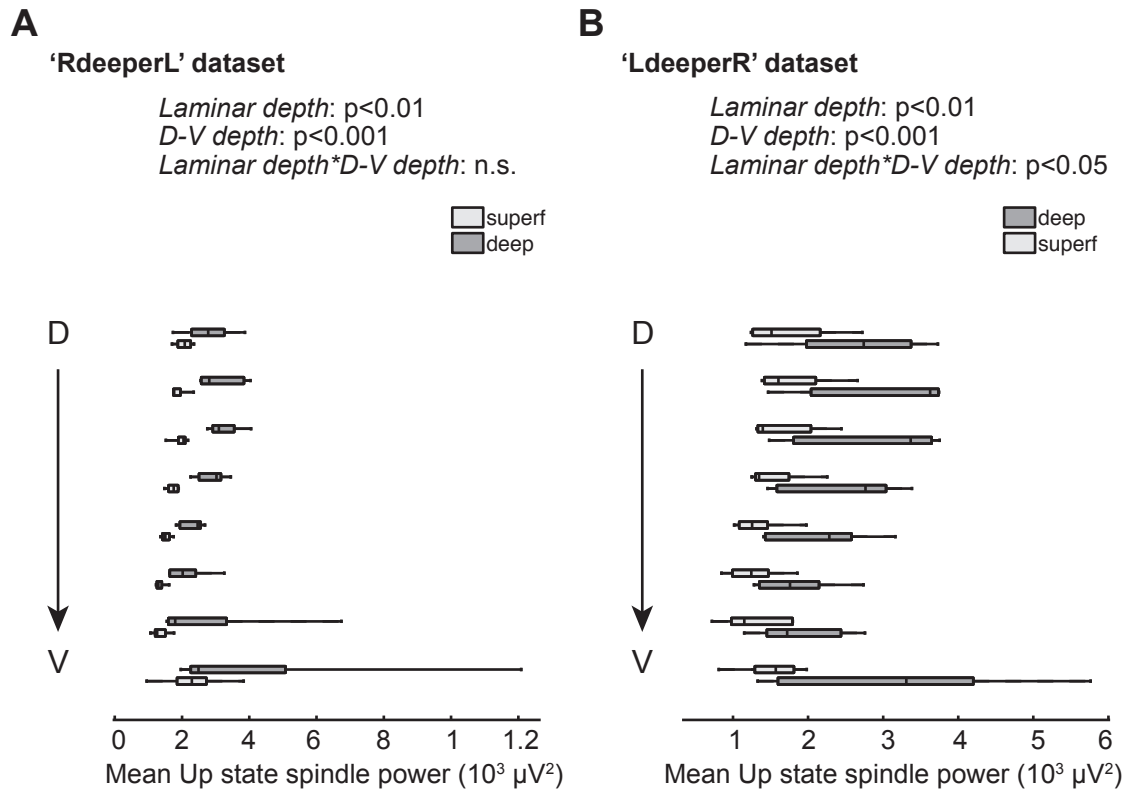 A
'RdeeperL' dataset
Laminar depth: p<0.01
D-V depth: p<0.001
Laminar depth*D-V depth: n.s.
superf
deep
D
V
0 2 4 6 8 1 1.2
Mean Up state spindle power (10³ µV²)
B
'LdeeperR' dataset
Laminar depth: p<0.01
D-V depth: p<0.001
Laminar depth*D-V depth: p<0.05
deep
superf
D
V
1 2 3 4 5 6
Mean Up state spindle power (10³ µV²)